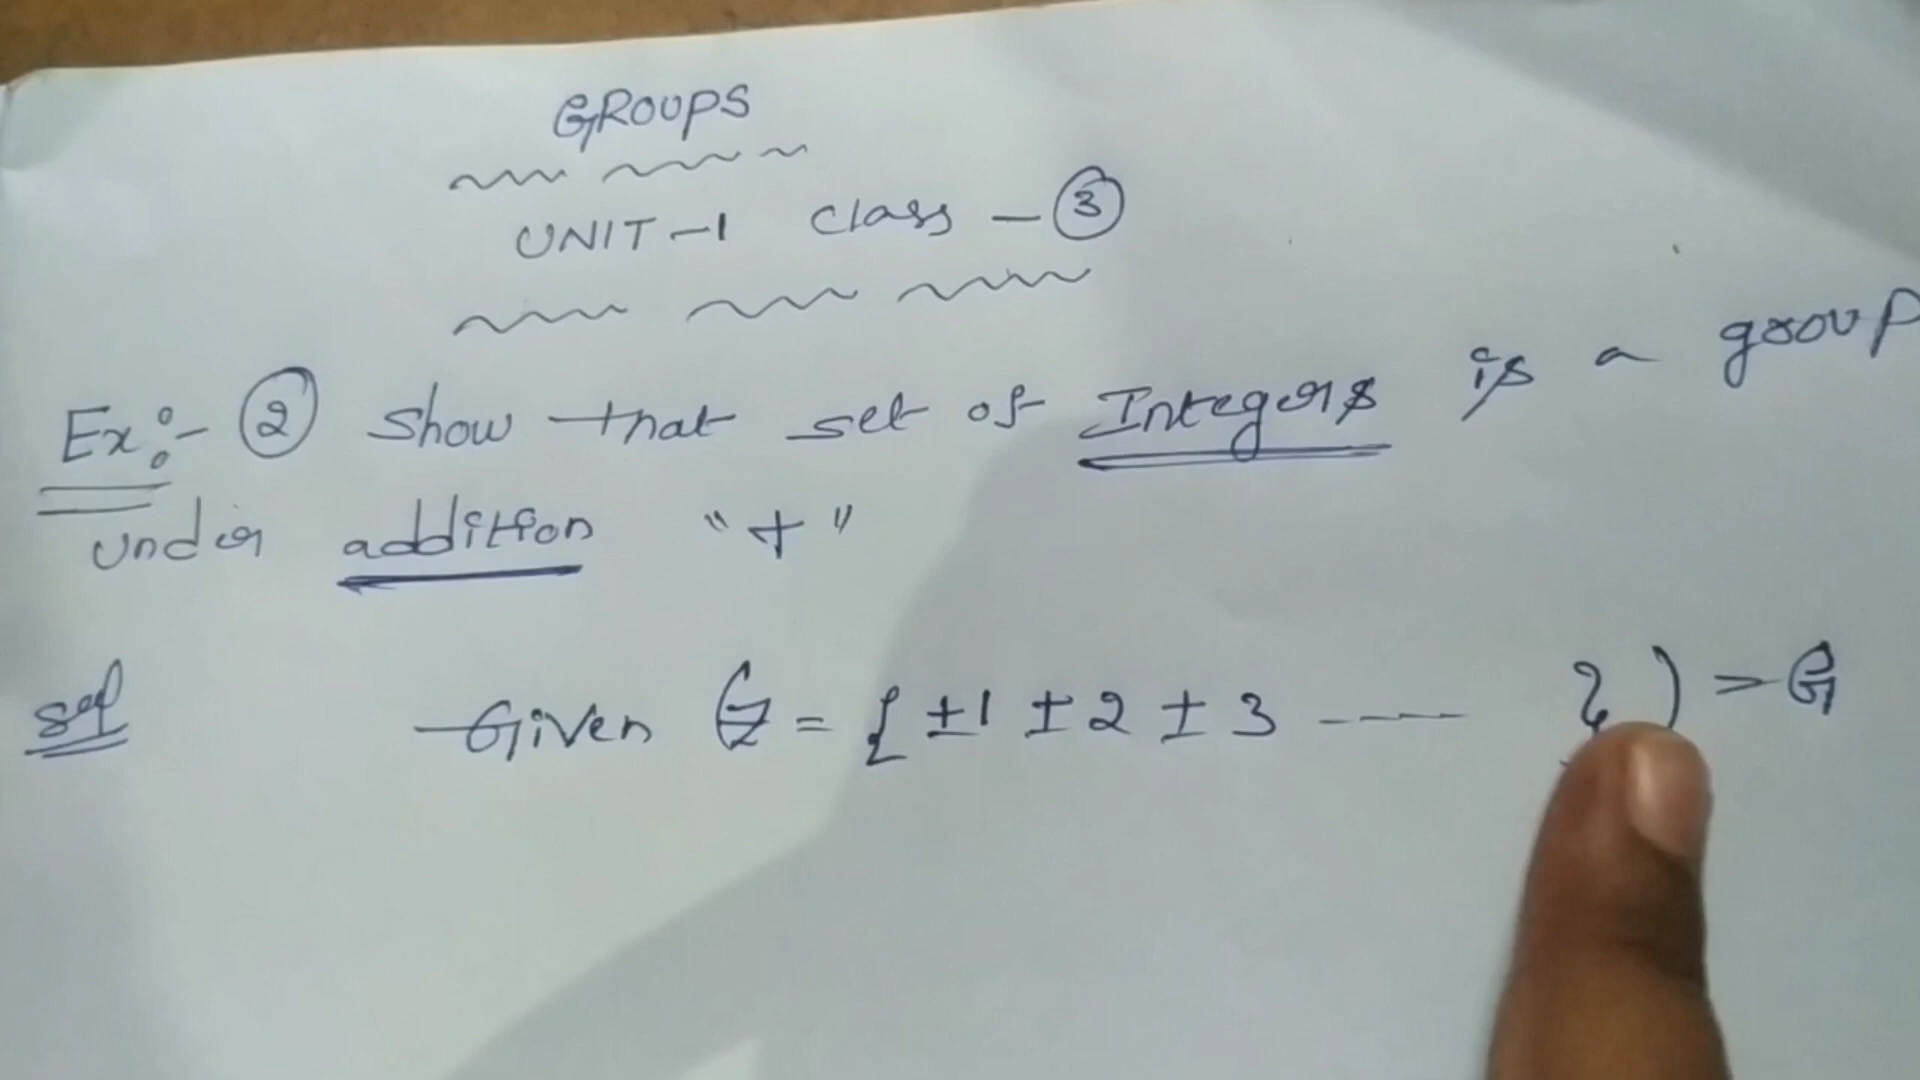 GROUPS
UNIT-1 class - ③
Ex:- ② show that set of Integers is a group
under addition "+"
sol Given (Z = { ±1 ±2 ±3 ---- }) = G